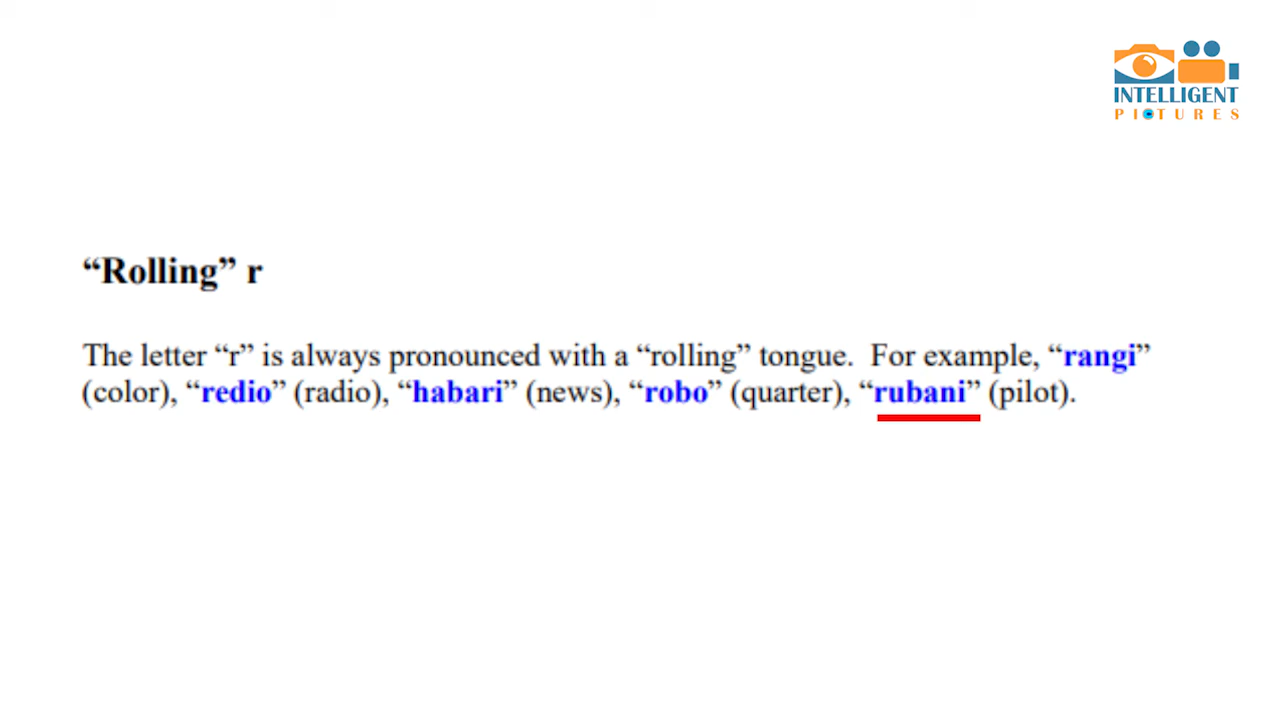 INTELLIGENT
PICTURES
“Rolling” r
The letter “r” is always pronounced with a “rolling” tongue.  For example, “rangi”
(color), “redio” (radio), “habari” (news), “robo” (quarter), “rubani” (pilot).